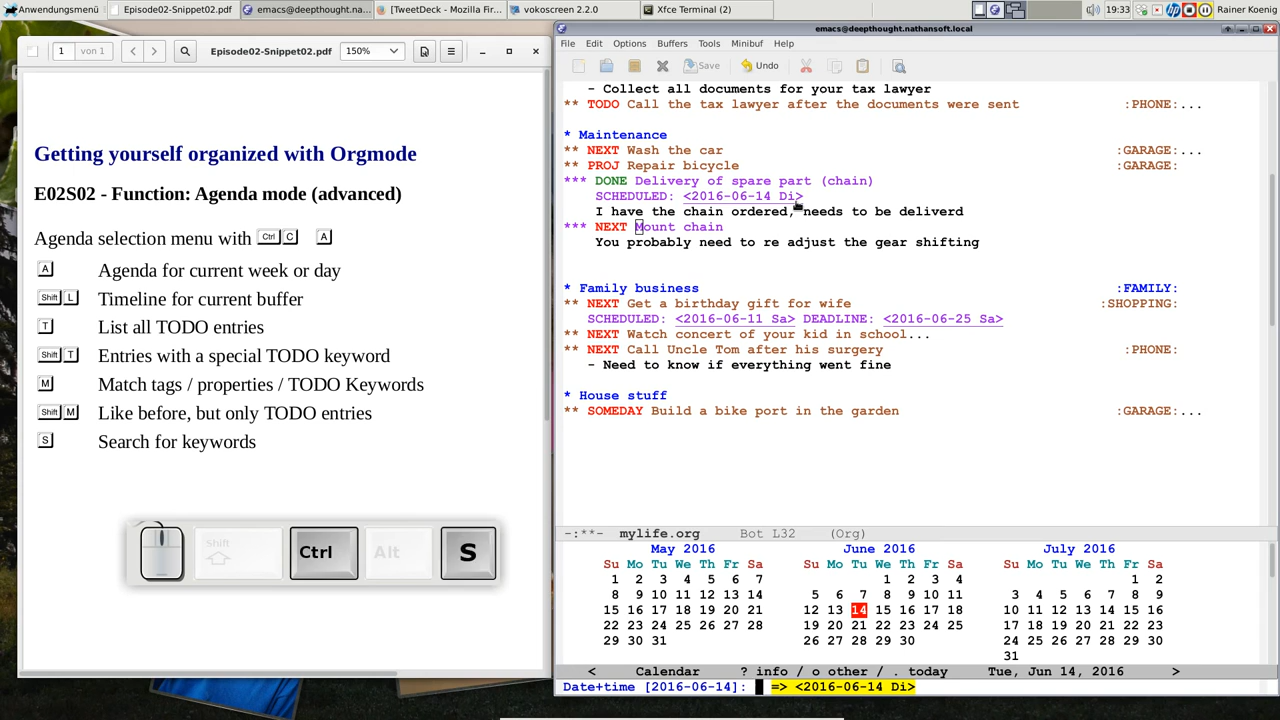 Anwendungsmenü
Episode02-Snippet02.pdf
emacs@deepthought.na...
[TweetDeck - Mozilla Fir...
vokoscreen 2.2.0
Xfce Terminal (2)
19:33
Rainer Koenig
1 von 1
Episode02-Snippet02.pdf
150%
Getting yourself organized with Orgmode
E02S02 - Function: Agenda mode (advanced)
Agenda selection menu with Ctrl C A
A Agenda for current week or day
Shift L Timeline for current buffer
T List all TODO entries
Shift T Entries with a special TODO keyword
M Match tags / properties / TODO Keywords
Shift M Like before, but only TODO entries
S Search for keywords
Shift Ctrl Alt S
emacs@deepthought.nathansoft.local
File Edit Options Buffers Tools Minibuf Help
Save Undo
- Collect all documents for your tax lawyer
** TODO Call the tax lawyer after the documents were sent :PHONE:...
* Maintenance
** NEXT Wash the car :GARAGE:...
** PROJ Repair bicycle :GARAGE:
*** DONE Delivery of spare part (chain)
SCHEDULED: <2016-06-14 Di>
I have the chain ordered, needs to be deliverd
*** NEXT Mount chain
You probably need to re adjust the gear shifting
* Family business :FAMILY:
** NEXT Get a birthday gift for wife :SHOPPING:
SCHEDULED: <2016-06-11 Sa> DEADLINE: <2016-06-25 Sa>
** NEXT Watch concert of your kid in school...
** NEXT Call Uncle Tom after his surgery :PHONE:
- Need to know if everything went fine
* House stuff
** SOMEDAY Build a bike port in the garden :GARAGE:...
-:**- mylife.org Bot L32 (Org)
May 2016 June 2016 July 2016
Su Mo Tu We Th Fr Sa Su Mo Tu We Th Fr Sa Su Mo Tu We Th Fr Sa
1 2 3 4 5 6 7 1 2 3 4 1 2
8 9 10 11 12 13 14 5 6 7 8 9 10 11 3 4 5 6 7 8 9
15 16 17 18 19 20 21 12 13 14 15 16 17 18 10 11 12 13 14 15 16
22 23 24 25 26 27 28 19 20 21 22 23 24 25 17 18 19 20 21 22 23
29 30 31 26 27 28 29 30 24 25 26 27 28 29 30
31
< Calendar ? info / o other / . today Tue, Jun 14, 2016 >
Date+time [2016-06-14]: => <2016-06-14 Di>